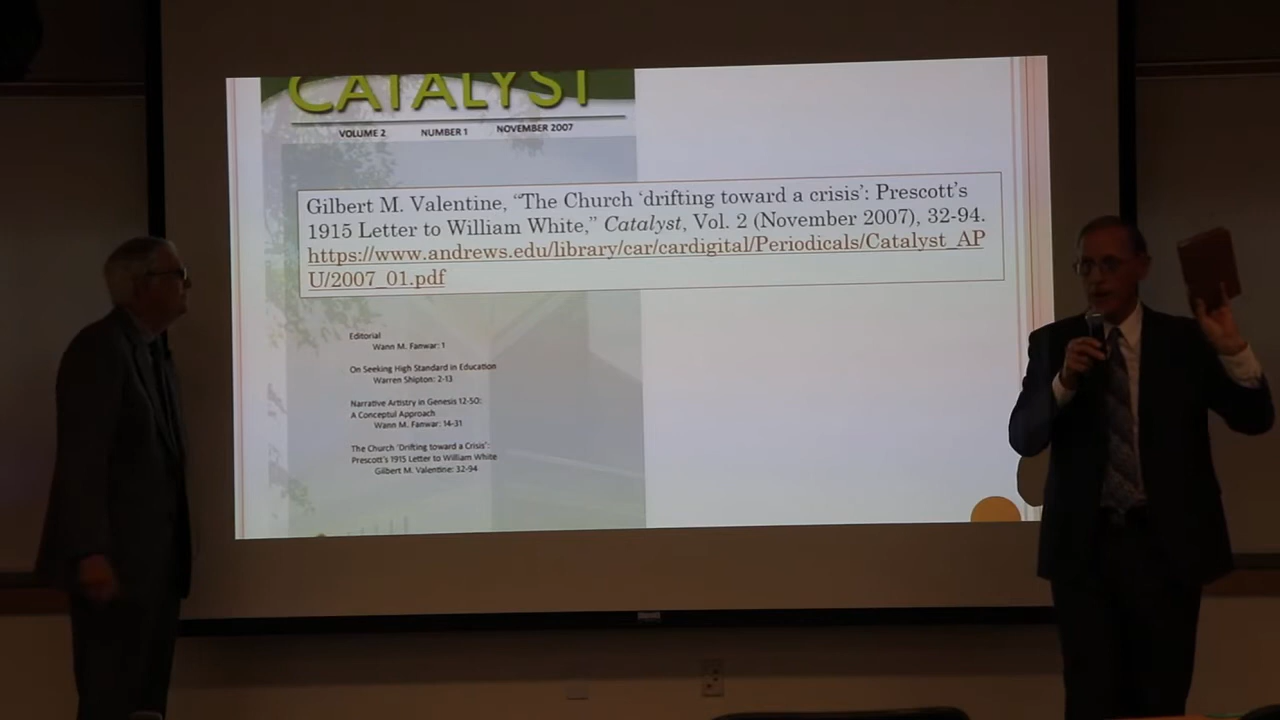 CATALYST
VOLUME 2 NUMBER 1 NOVEMBER 2007
Gilbert M. Valentine, “The Church ‘drifting toward a crisis’: Prescott’s
1915 Letter to William White,” Catalyst, Vol. 2 (November 2007), 32-94.
https://www.andrews.edu/library/car/cardigital/Periodicals/Catalyst_AP
U/2007_01.pdf
Editorial
Wann M. Fanwar: 1
On Seeking High Standard in Education
Warren Shipton: 2-13
Narrative Artistry in Genesis 12-50:
A Conceptul Approach
Wann M. Fanwar: 14-31
The Church ‘Drifting toward a Crisis’:
Prescott’s 1915 Letter to William White
Gilbert M. Valentine: 32-94